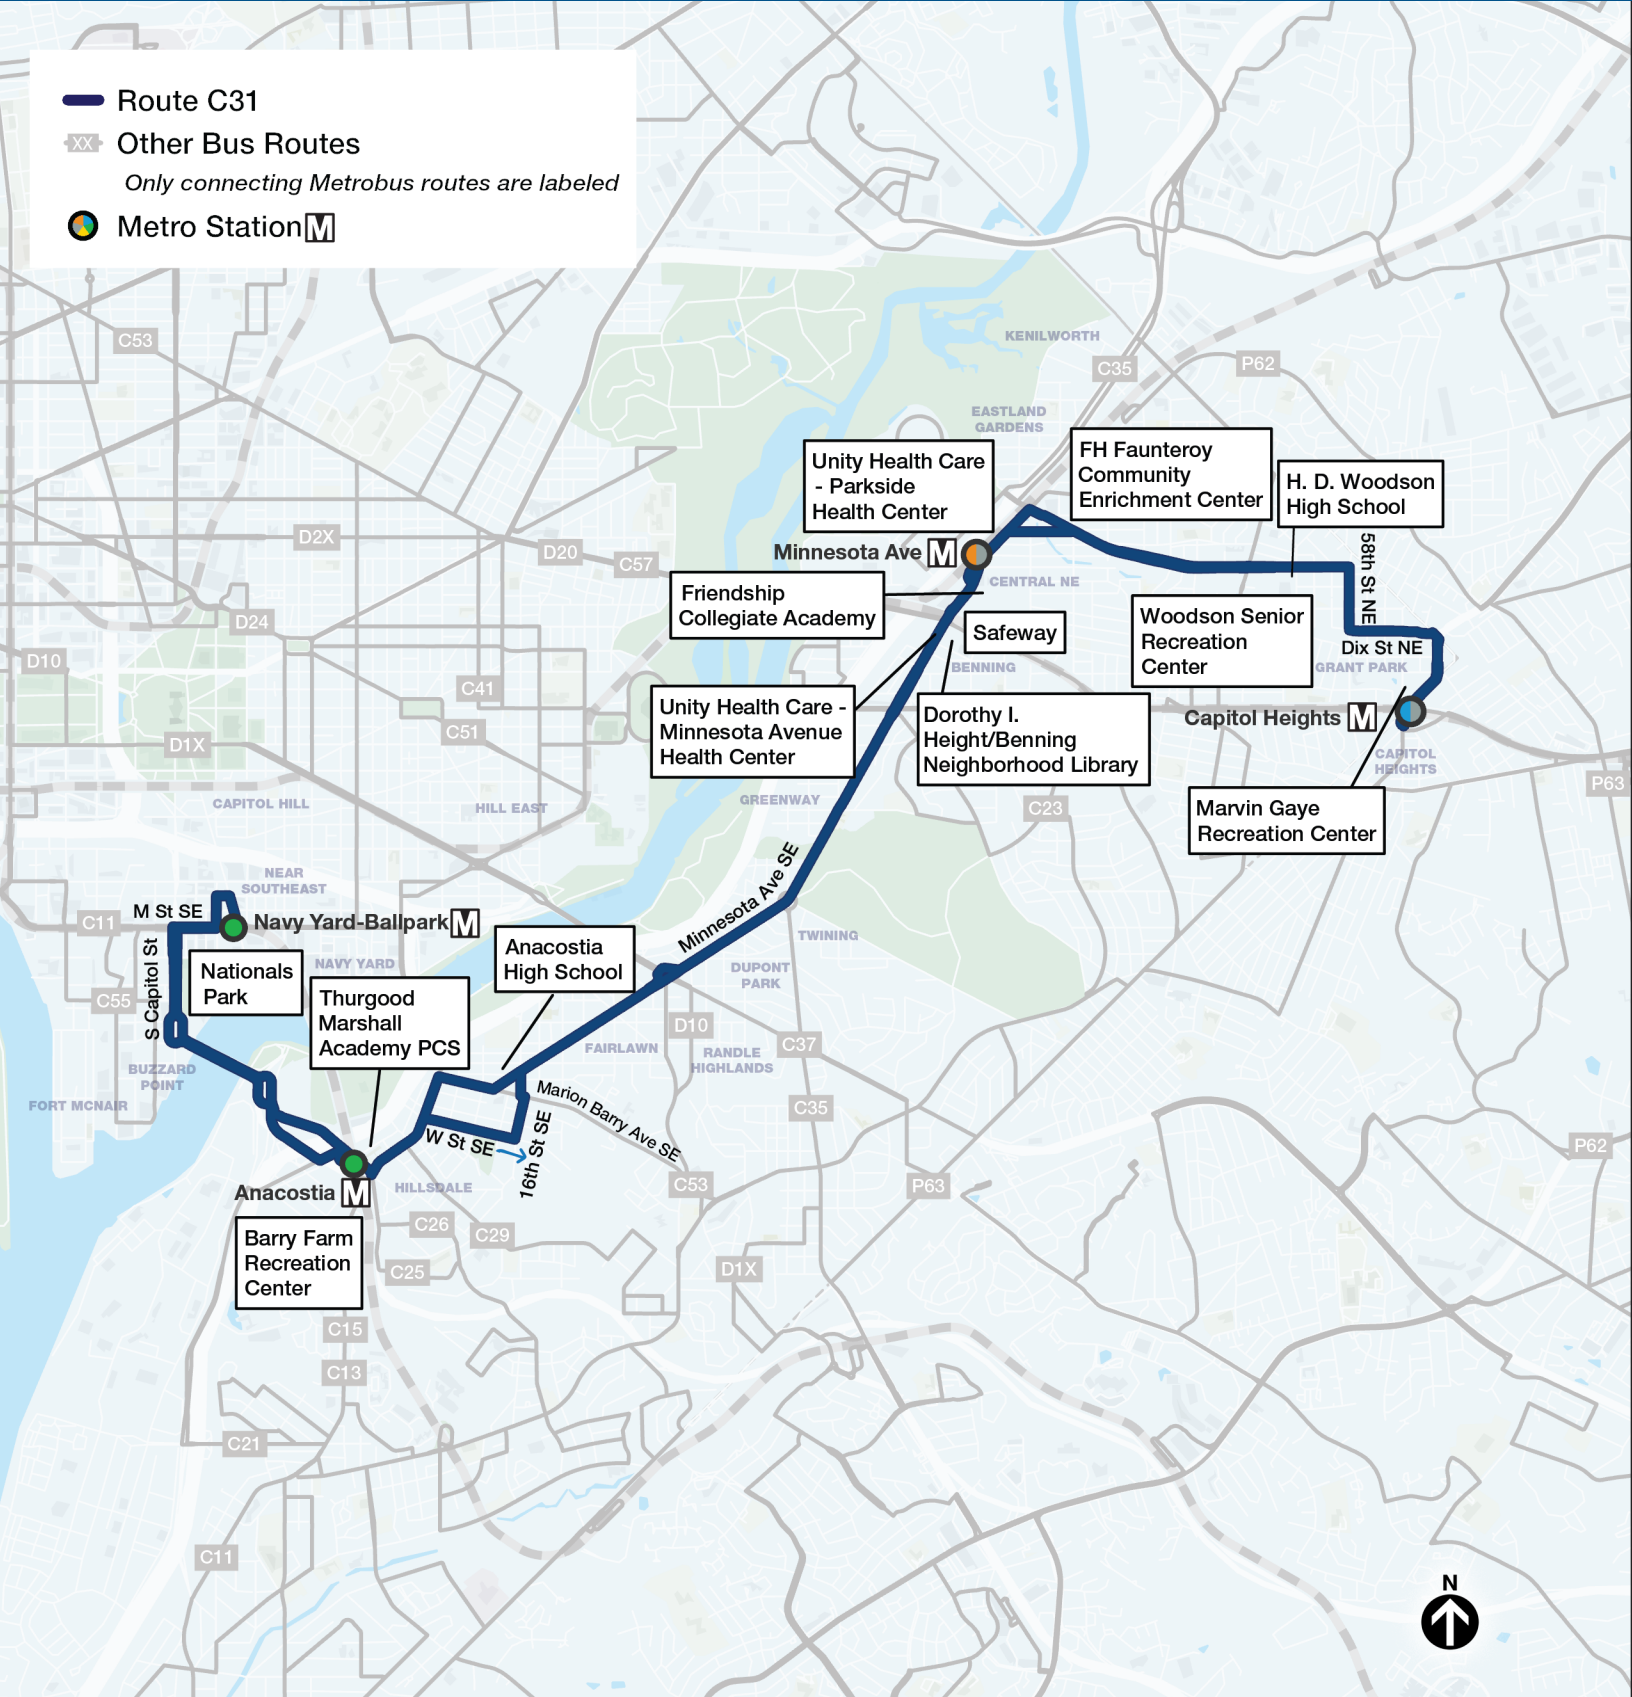 Route C31
XX
Other Bus Routes
Only connecting Metrobus routes are labeled
Metro Station M
C53
KENILWORTH
C35
P62
EASTLAND
GARDENS
Unity Health Care
- Parkside
Health Center
FH Faunteroy
Community
Enrichment Center
H. D. Woodson
High School
D2X
D20
C57
Minnesota Ave M
CENTRAL NE
58th St NE
Friendship
Collegiate Academy
Safeway
Woodson Senior
Recreation
Center
D24
Dix St NE
D10
BENNING
GRANT PARK
C41
Unity Health Care -
Minnesota Avenue
Health Center
Dorothy I.
Height/Benning
Neighborhood Library
Capitol Heights M
C51
D1X
CAPITOL
HEIGHTS
P63
CAPITOL HILL
HILL EAST
GREENWAY
C23
Marvin Gaye
Recreation Center
Minnesota Ave SE
NEAR
SOUTHEAST
M St SE
C11
Navy Yard-Ballpark M
TWINING
S Capitol St
Nationals
Park
NAVY YARD
Anacostia
High School
DUPONT
PARK
C55
Thurgood
Marshall
Academy PCS
D10
FAIRLAWN
RANDLE
HIGHLANDS
C37
BUZZARD
POINT
FORT MCNAIR
Marion Barry Ave SE
C35
W St SE
16th St SE
P62
C53
P63
Anacostia M
HILLSDALE
C26
C29
Barry Farm
Recreation
Center
C25
D1X
C15
C13
C21
C11
N